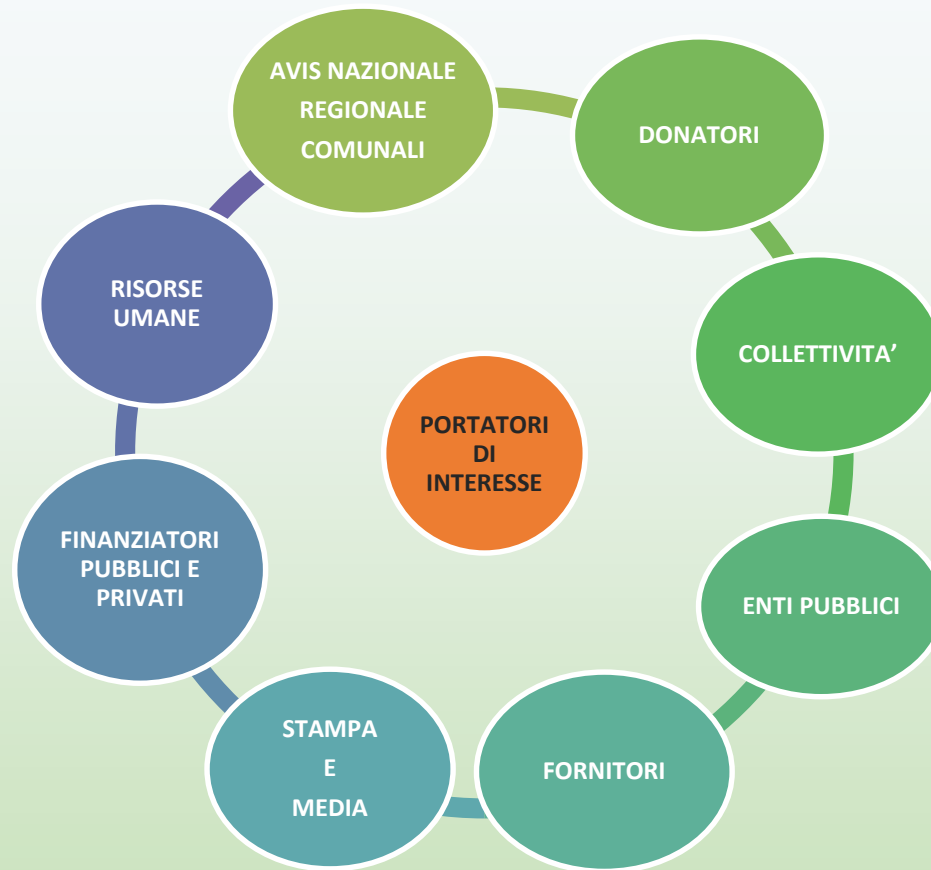 AVIS NAZIONALE
REGIONALE
COMUNALI
DONATORI
COLLETTIVITA’
ENTI PUBBLICI
FORNITORI
STAMPA
E
MEDIA
FINANZIATORI
PUBBLICI E
PRIVATI
RISORSE
UMANE
PORTATORI
DI
INTERESSE